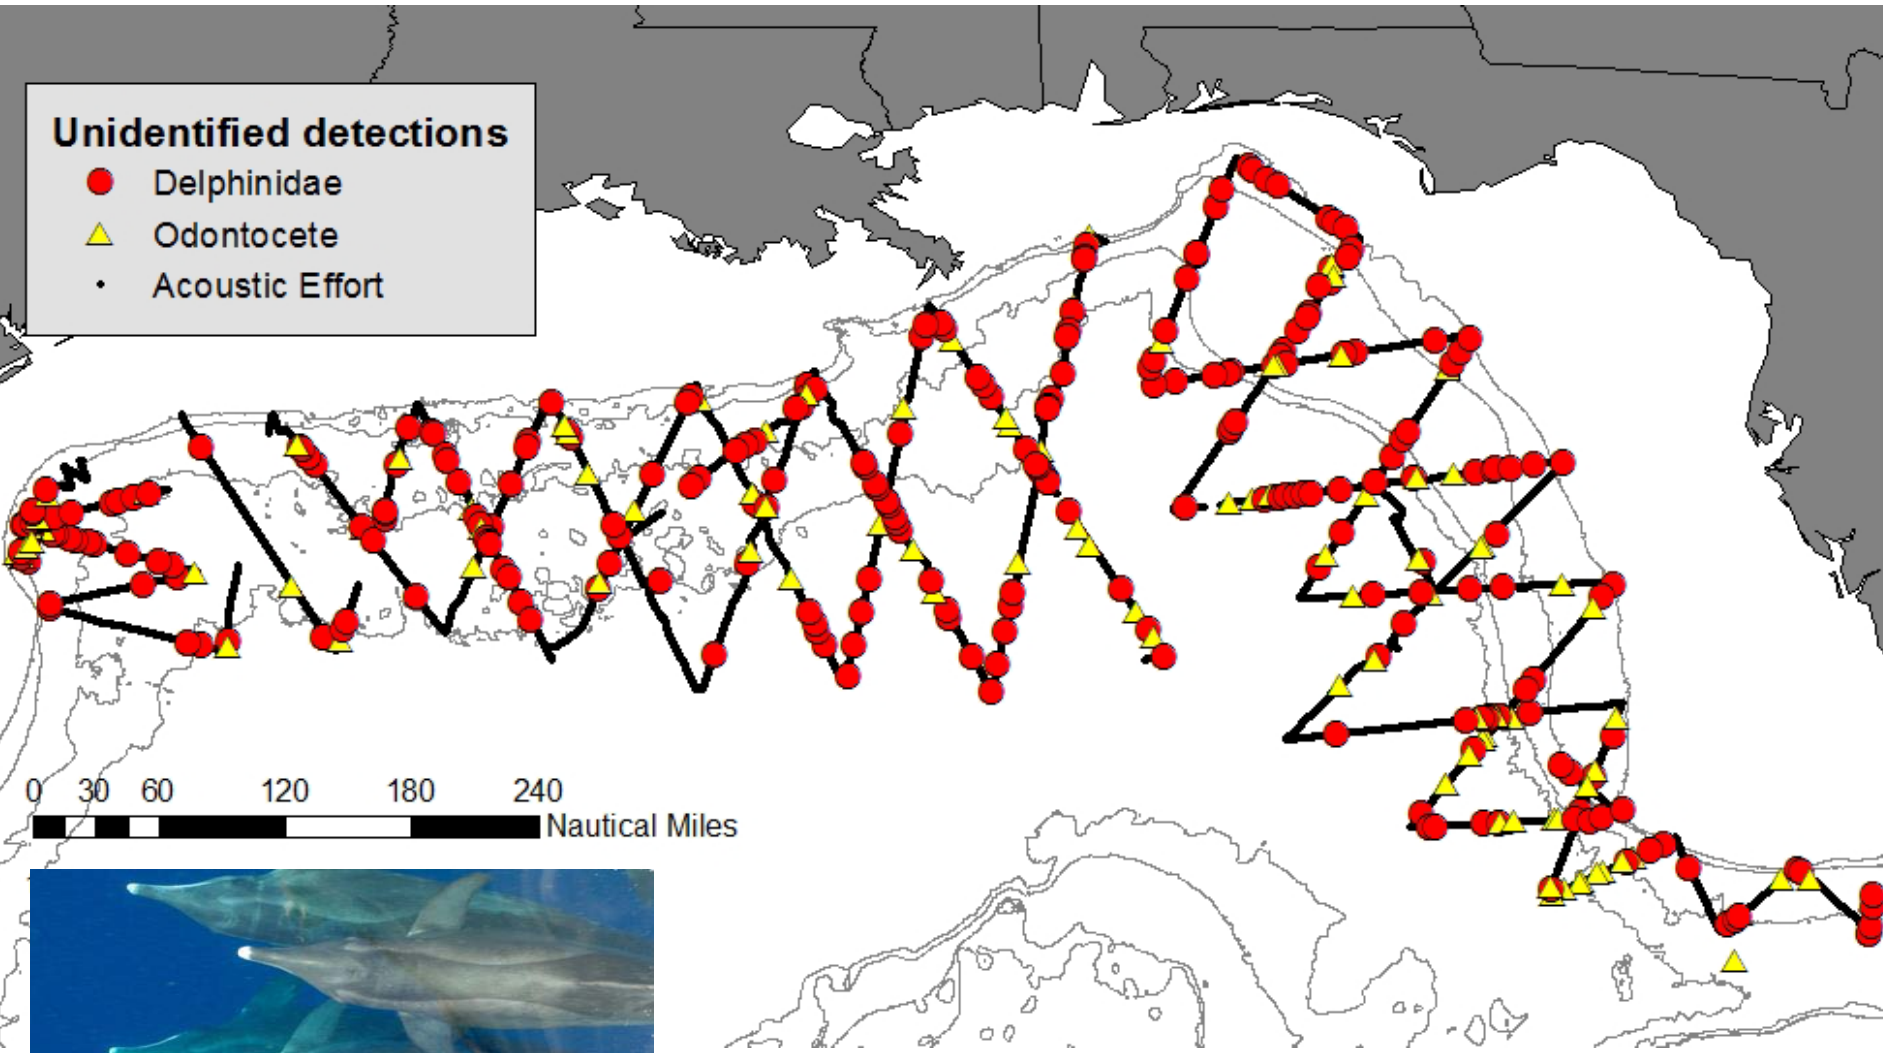 Unidentified detections
Delphinidae
Odontocete
Acoustic Effort
0 30 60 120 180 240
Nautical Miles